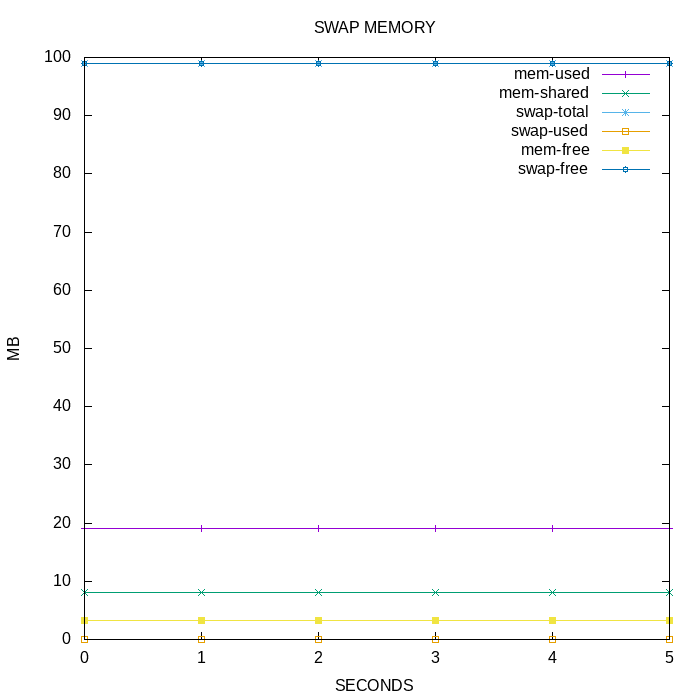 SWAP MEMORY
100
90
80
70
60
50
40
30
20
10
0
MB
mem-used
mem-shared
swap-total
swap-used
mem-free
swap-free
0 1 2 3 4 5
SECONDS